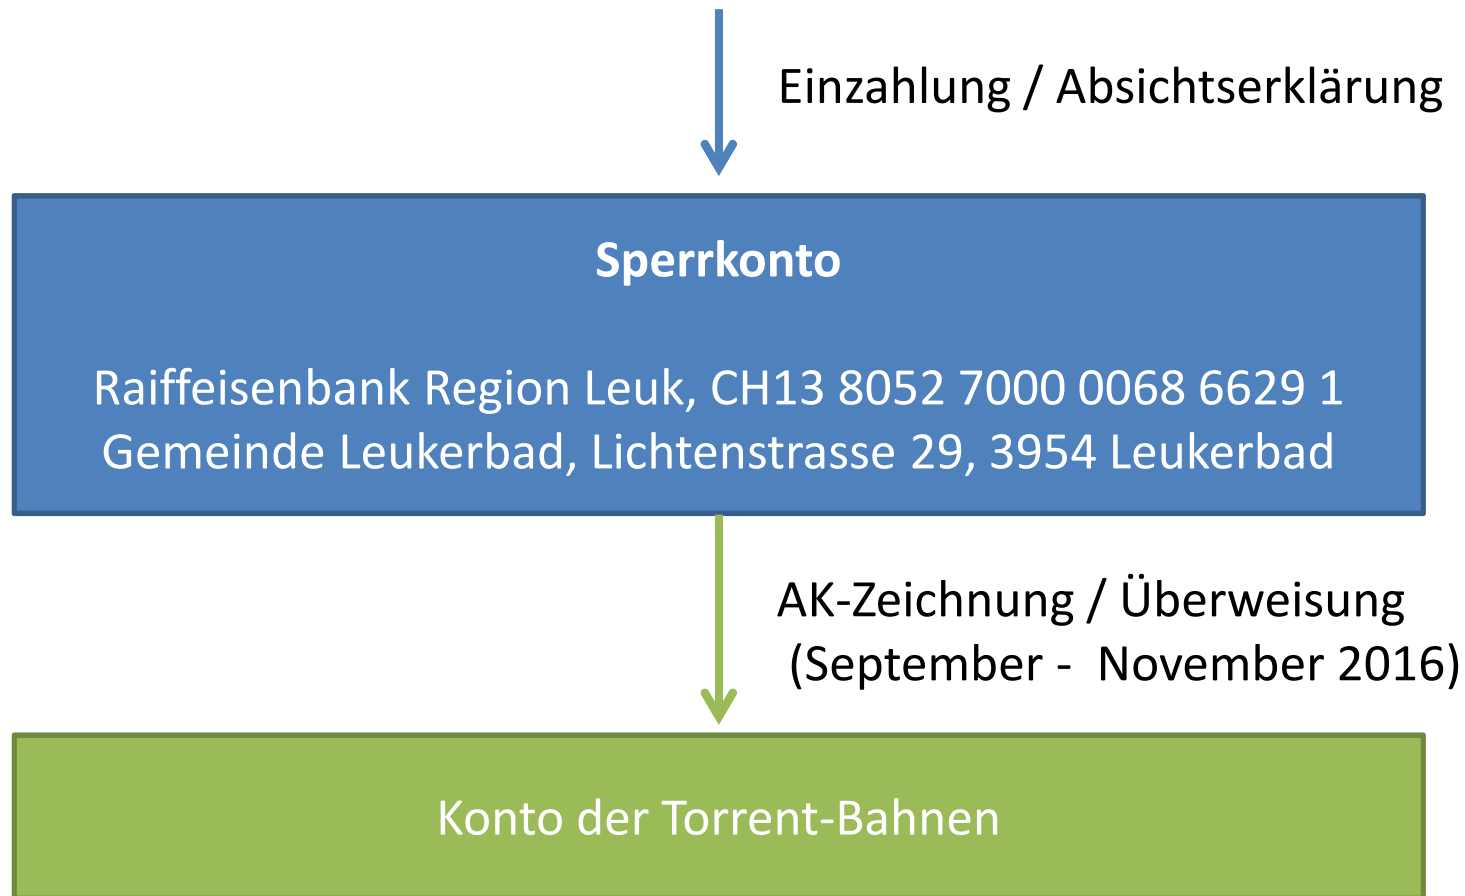 Einzahlung / Absichtserklärung
Sperrkonto
Raiffeisenbank Region Leuk, CH13 8052 7000 0068 6629 1
Gemeinde Leukerbad, Lichtenstrasse 29, 3954 Leukerbad
AK-Zeichnung / Überweisung
(September - November 2016)
Konto der Torrent-Bahnen